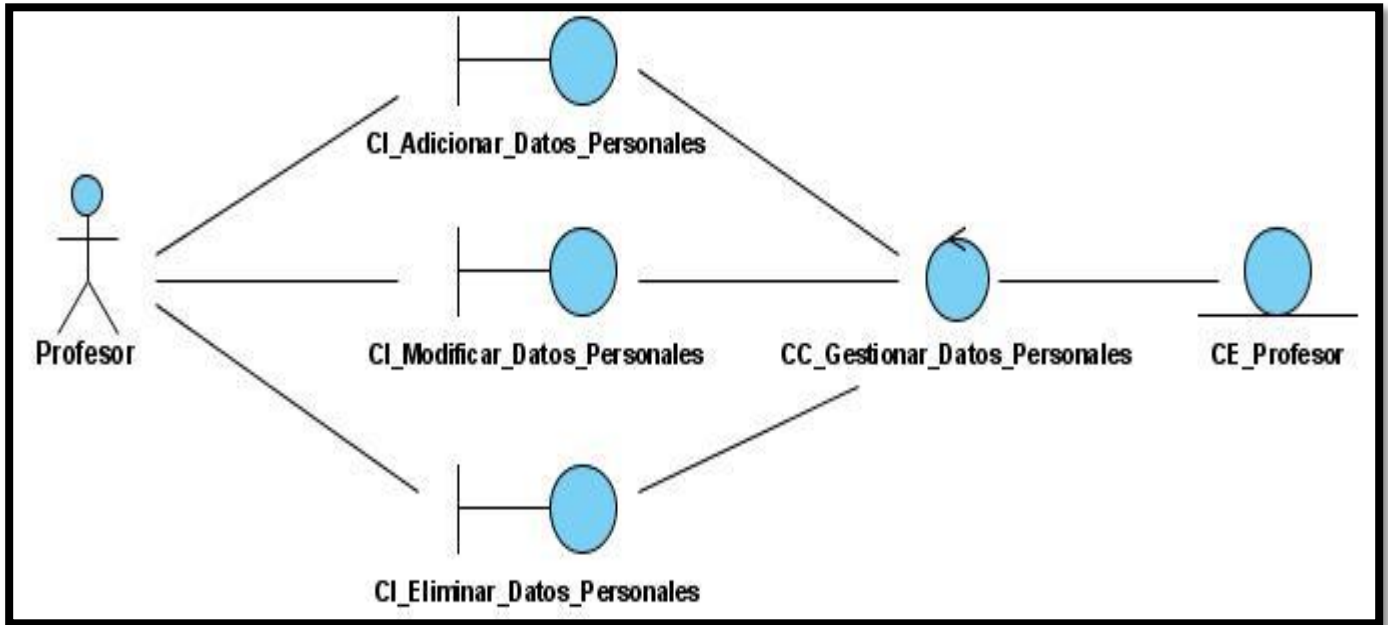 CI_Adicionar_Datos_Personales
Profesor
CI_Modificar_Datos_Personales
CC_Gestionar_Datos_Personales
CE_Profesor
CI_Eliminar_Datos_Personales